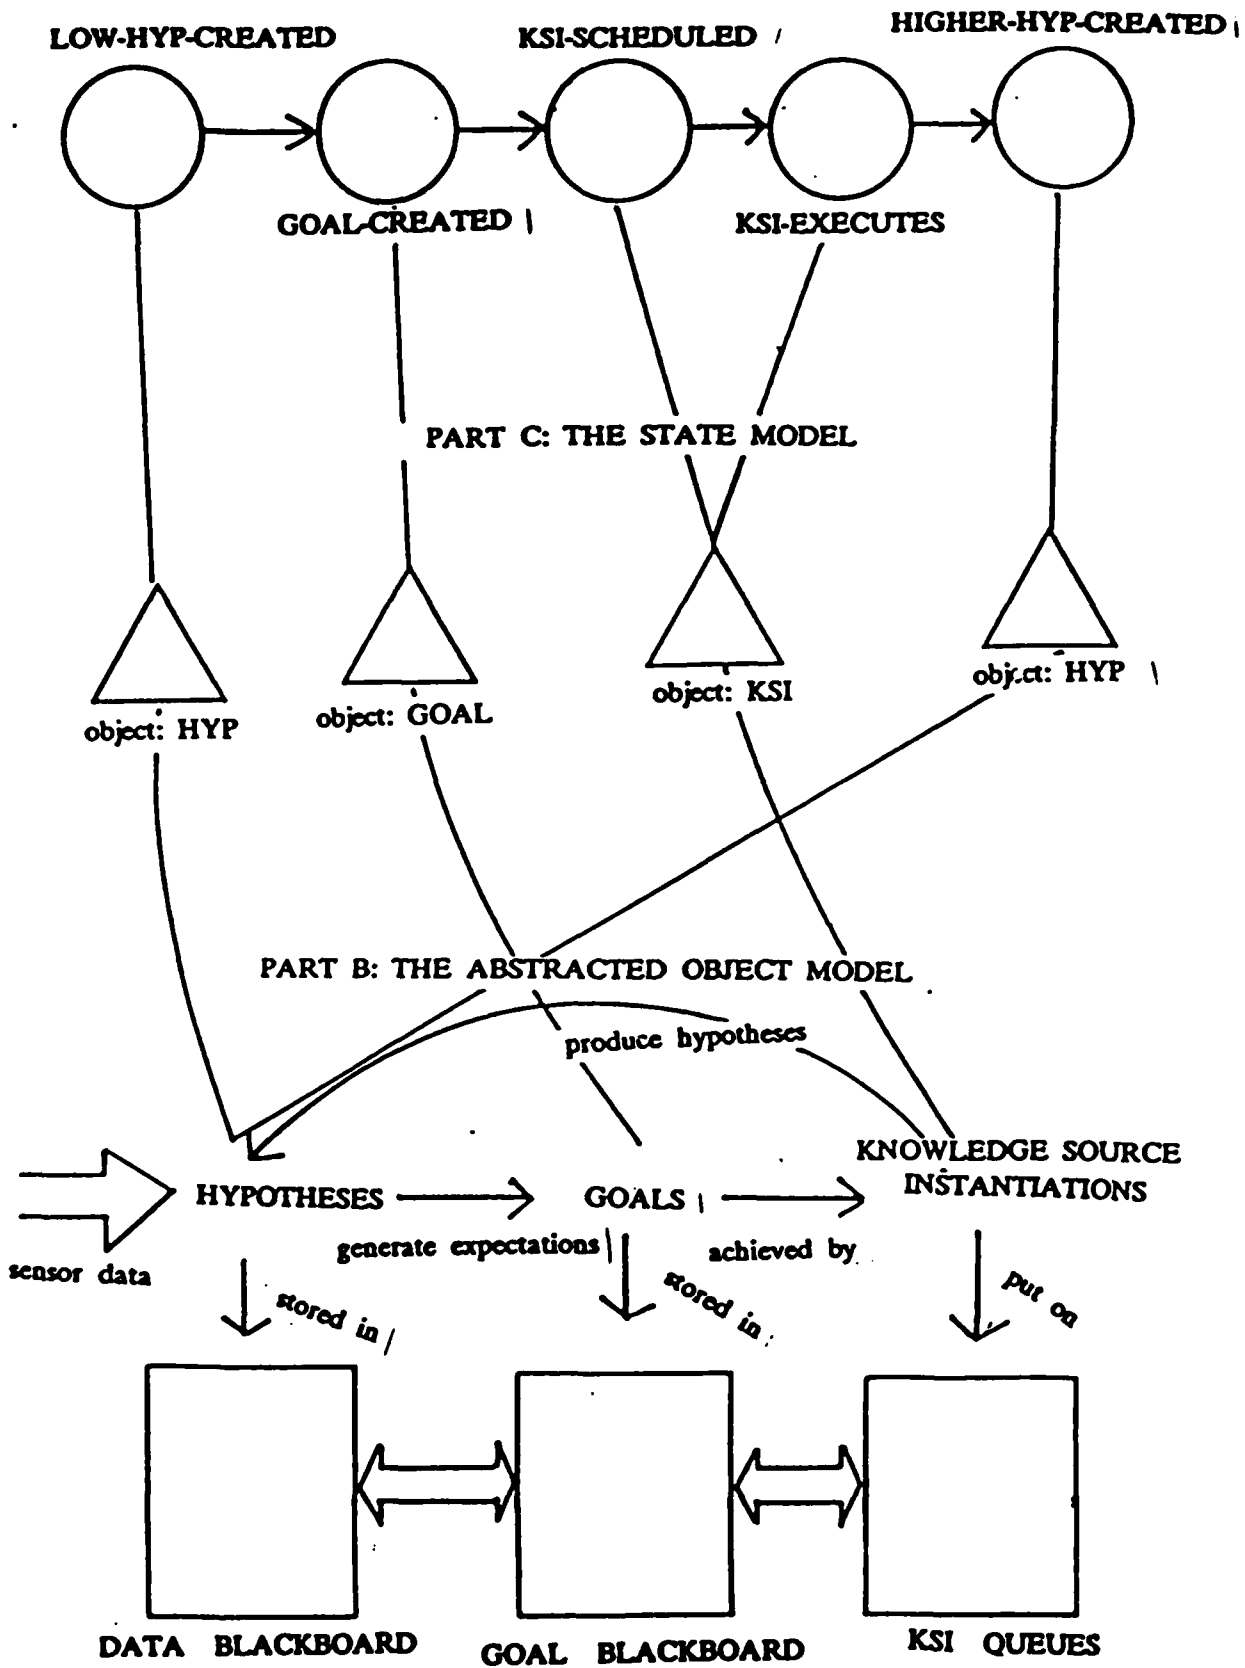 LOW-HYP-CREATED
KSI-SCHEDULED
HIGHER-HYP-CREATED
GOAL-CREATED
KSI-EXECUTES
PART C: THE STATE MODEL
object: HYP
object: GOAL
object: KSI
object: HYP
PART B: THE ABSTRACTED OBJECT MODEL
produce hypotheses
KNOWLEDGE SOURCE
INSTANTIATIONS
HYPOTHESES
GOALS
generate expectations
achieved by
sensor data
stored in
stored in
put on
DATA BLACKBOARD
GOAL BLACKBOARD
KSI QUEUES